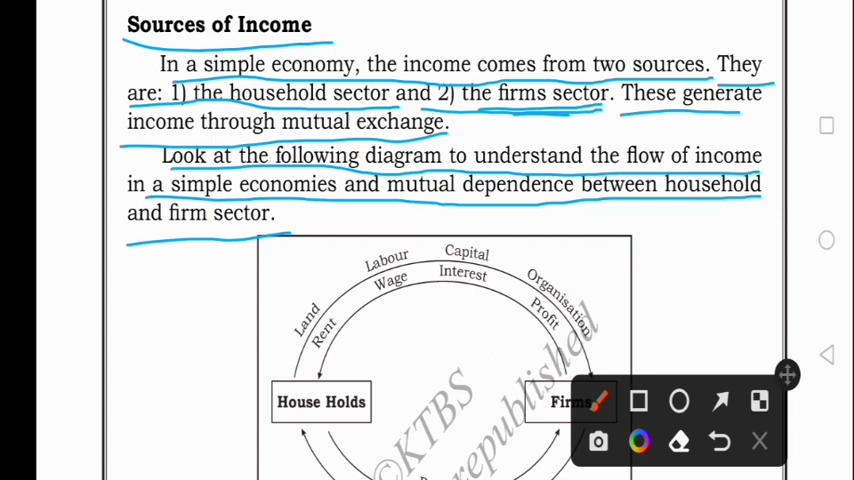 Sources of Income
In a simple economy, the income comes from two sources. They
are: 1) the household sector and 2) the firms sector. These generate
income through mutual exchange.
Look at the following diagram to understand the flow of income
in a simple economies and mutual dependence between household
and firm sector.
Labour Capital Organisation
Land
Wage Interest Profit
Rent
House Holds
Firms
©KTBS
republished